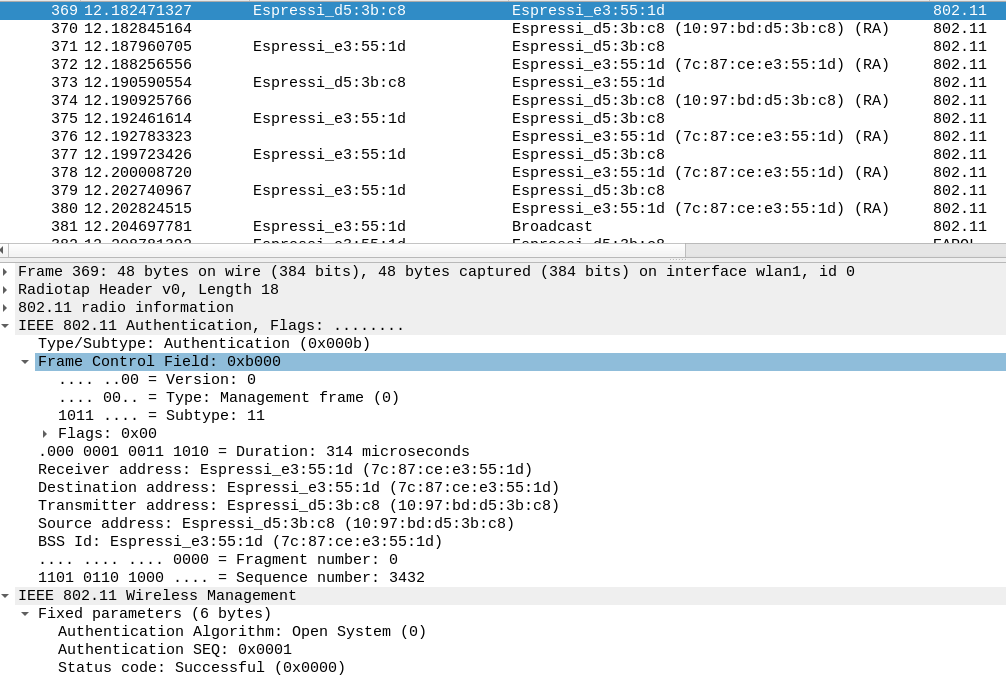 369 12.182471327 Espressi_d5:3b:c8 Espressi_e3:55:1d 802.11
370 12.182845164 Espressi_d5:3b:c8 (10:97:bd:d5:3b:c8) (RA) 802.11
371 12.187960705 Espressi_e3:55:1d Espressi_d5:3b:c8 802.11
372 12.188256556 Espressi_e3:55:1d (7c:87:ce:e3:55:1d) (RA) 802.11
373 12.190590554 Espressi_d5:3b:c8 Espressi_e3:55:1d 802.11
374 12.190925766 Espressi_d5:3b:c8 (10:97:bd:d5:3b:c8) (RA) 802.11
375 12.192461614 Espressi_e3:55:1d Espressi_d5:3b:c8 802.11
376 12.192783323 Espressi_e3:55:1d (7c:87:ce:e3:55:1d) (RA) 802.11
377 12.199723426 Espressi_e3:55:1d Espressi_d5:3b:c8 802.11
378 12.200008720 Espressi_e3:55:1d (7c:87:ce:e3:55:1d) (RA) 802.11
379 12.202740967 Espressi_e3:55:1d Espressi_d5:3b:c8 802.11
380 12.202824515 Espressi_e3:55:1d (7c:87:ce:e3:55:1d) (RA) 802.11
381 12.204697781 Espressi_e3:55:1d Broadcast 802.11
Frame 369: 48 bytes on wire (384 bits), 48 bytes captured (384 bits) on interface wlan1, id 0
Radiotap Header v0, Length 18
802.11 radio information
IEEE 802.11 Authentication, Flags: ........
Type/Subtype: Authentication (0x000b)
Frame Control Field: 0xb000
.... ..00 = Version: 0
.... 00.. = Type: Management frame (0)
1011 .... = Subtype: 11
Flags: 0x00
.000 0001 0011 1010 = Duration: 314 microseconds
Receiver address: Espressi_e3:55:1d (7c:87:ce:e3:55:1d)
Destination address: Espressi_e3:55:1d (7c:87:ce:e3:55:1d)
Transmitter address: Espressi_d5:3b:c8 (10:97:bd:d5:3b:c8)
Source address: Espressi_d5:3b:c8 (10:97:bd:d5:3b:c8)
BSS Id: Espressi_e3:55:1d (7c:87:ce:e3:55:1d)
.... .... .... 0000 = Fragment number: 0
1101 0110 1000 .... = Sequence number: 3432
IEEE 802.11 Wireless Management
Fixed parameters (6 bytes)
Authentication Algorithm: Open System (0)
Authentication SEQ: 0x0001
Status code: Successful (0x0000)